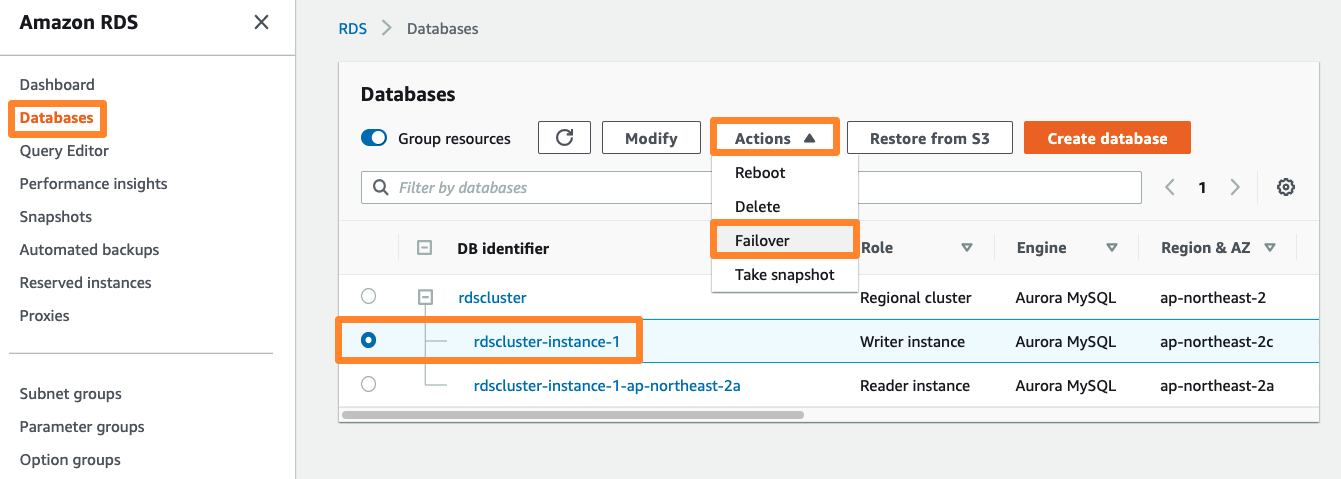 Amazon RDS
Dashboard
Databases
Query Editor
Performance insights
Snapshots
Automated backups
Reserved instances
Proxies
Subnet groups
Parameter groups
Option groups
RDS > Databases
Databases
Group resources Modify Actions Restore from S3 Create database
Filter by databases 1
Reboot
Delete
Failover
Take snapshot
DB identifier Role Engine Region & AZ
rdscluster Regional cluster Aurora MySQL ap-northeast-2
rdscluster-instance-1 Writer instance Aurora MySQL ap-northeast-2c
rdscluster-instance-1-ap-northeast-2a Reader instance Aurora MySQL ap-northeast-2a